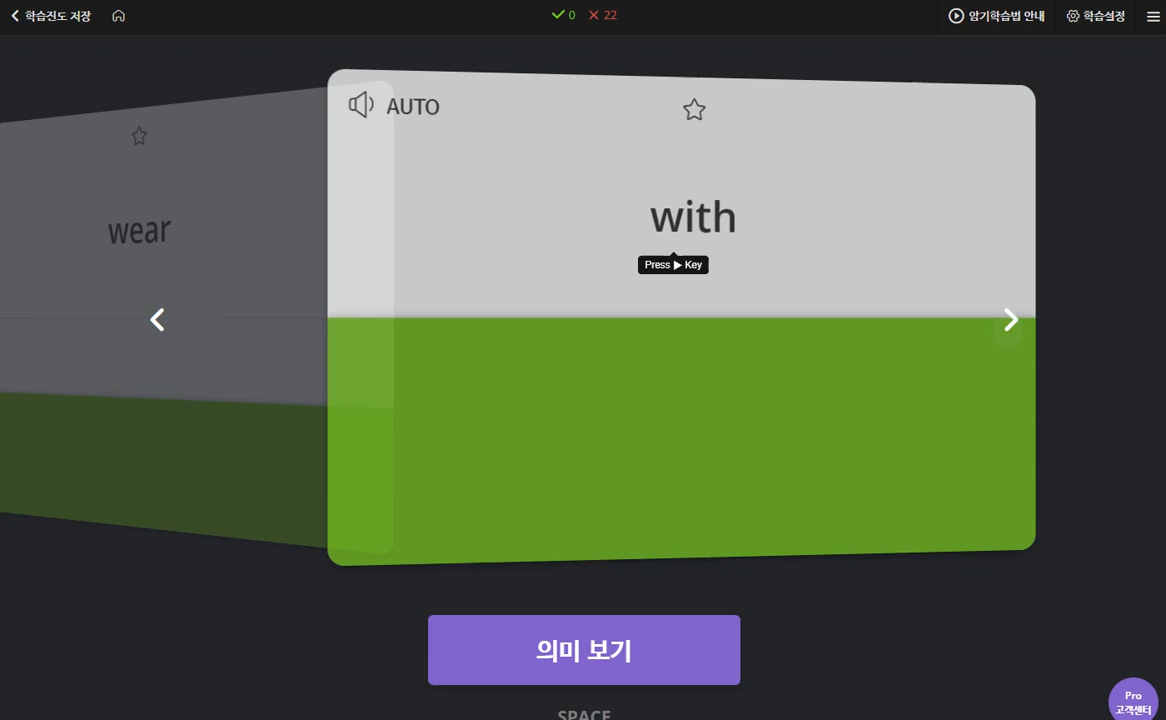 학습진도 저장
0 22
암기학습법 안내
학습설정
AUTO
wear
with
Press ▶ Key
의미 보기
SPACE
Pro
고객센터